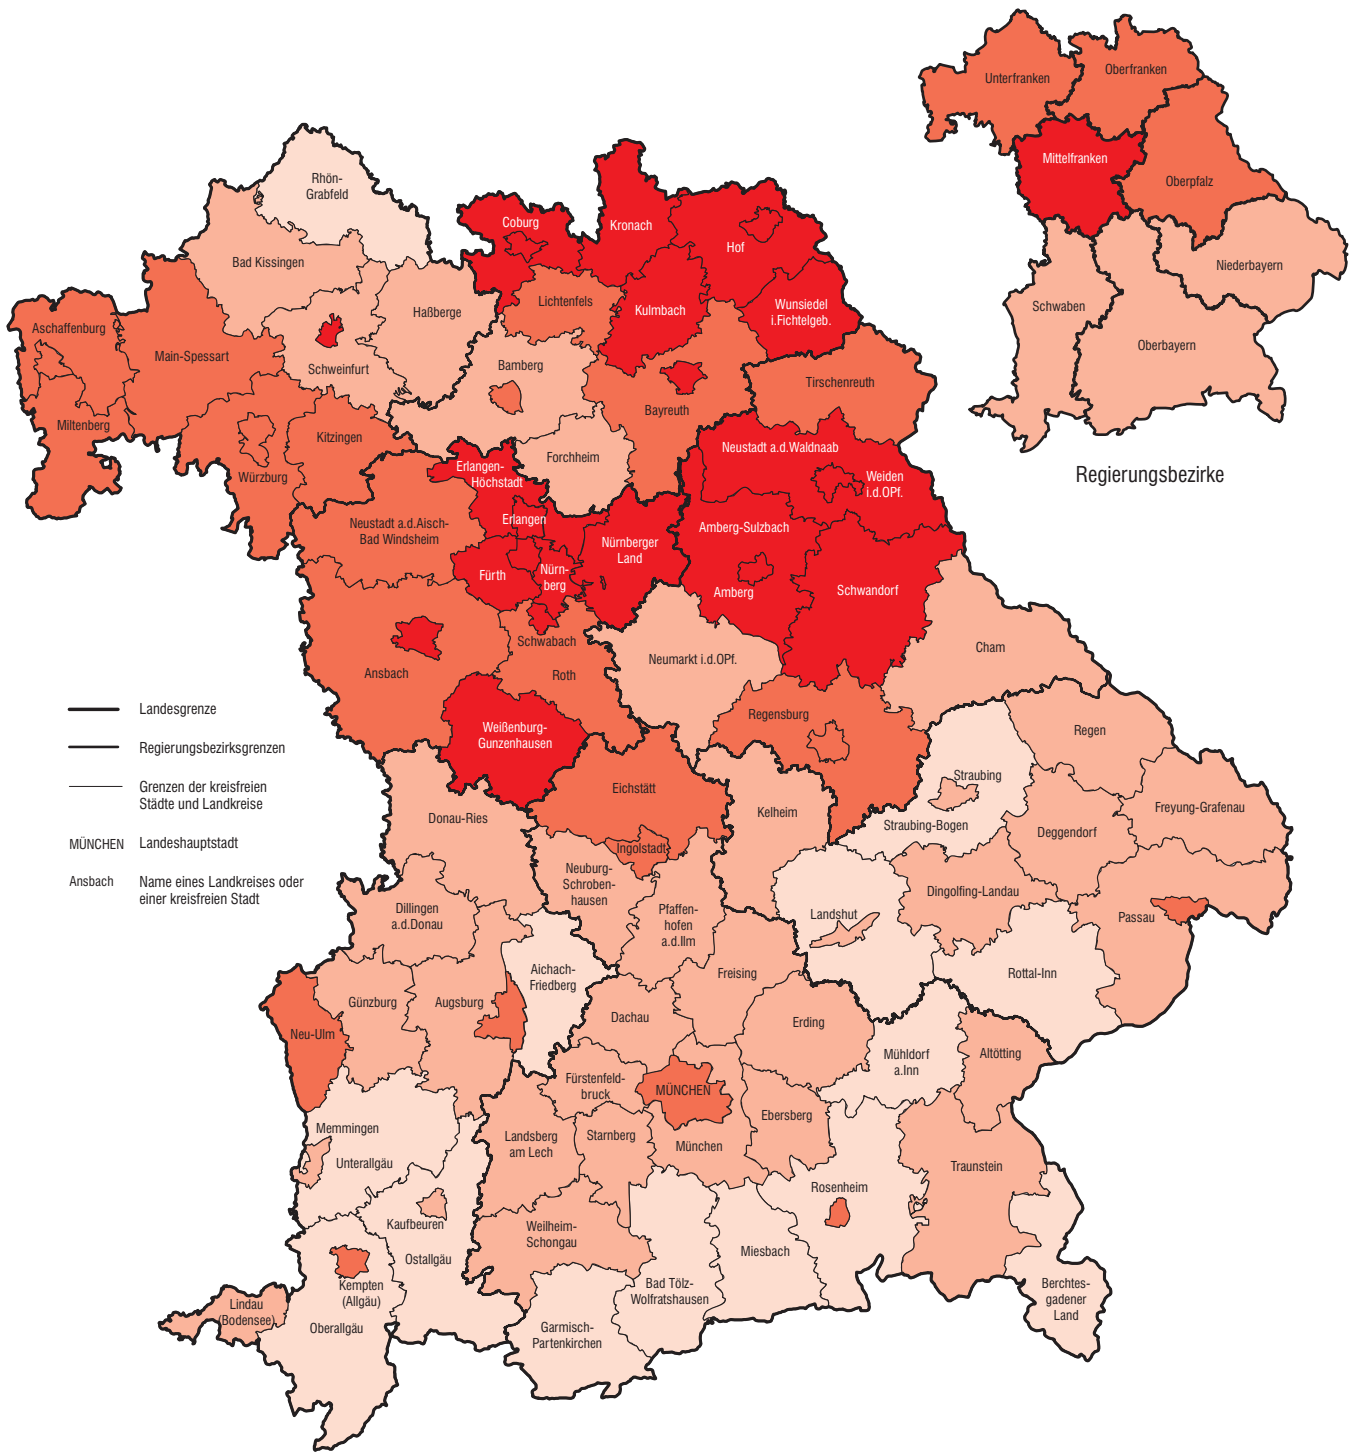 Unterfranken
Oberfranken
Mittelfranken
Oberpfalz
Niederbayern
Schwaben
Oberbayern
Regierungsbezirke
Rhön-
Grabfeld
Bad Kissingen
Coburg
Kronach
Hof
Aschaffenburg
Main-Spessart
Haßberge
Lichtenfels
Kulmbach
Wunsiedel
i.Fichtelgeb.
Schweinfurt
Bamberg
Tirschenreuth
Miltenberg
Kitzingen
Bayreuth
Würzburg
Forchheim
Erlangen-
Höchstadt
Neustadt a.d.Waldnaab
Weiden
i.d.OPf.
Neustadt a.d.Aisch-
Bad Windsheim
Erlangen
Nürnberger
Land
Amberg-Sulzbach
Fürth
Nürn-
berg
Amberg
Schwandorf
Ansbach
Schwabach
Roth
Neumarkt i.d.OPf.
Cham
Landesgrenze
Regierungsbezirksgrenzen
Grenzen der kreisfreien
Städte und Landkreise
MÜNCHEN Landeshauptstadt
Ansbach Name eines Landkreises oder
einer kreisfreien Stadt
Weißenburg-
Gunzenhausen
Regensburg
Regen
Eichstätt
Straubing
Donau-Ries
Kelheim
Straubing-Bogen
Deggendorf
Freyung-Grafenau
Ingolstadt
Neuburg-
Schroben-
hausen
Dillingen
a.d.Donau
Pfaffen-
hofen
a.d.Ilm
Landshut
Dingolfing-Landau
Passau
Aichach-
Friedberg
Freising
Rottal-Inn
Neu-Ulm
Günzburg
Augsburg
Dachau
Erding
Mühldorf
a.Inn
Altötting
Fürstenfeld-
bruck
MÜNCHEN
Ebersberg
Memmingen
Unterallgäu
Landsberg
am Lech
Starnberg
München
Traunstein
Rosenheim
Kaufbeuren
Ostallgäu
Weilheim-
Schongau
Miesbach
Bad Tölz-
Wolfratshausen
Kempten
(Allgäu)
Lindau
(Bodensee)
Oberallgäu
Garmisch-
Partenkirchen
Berchtes-
gadener
Land